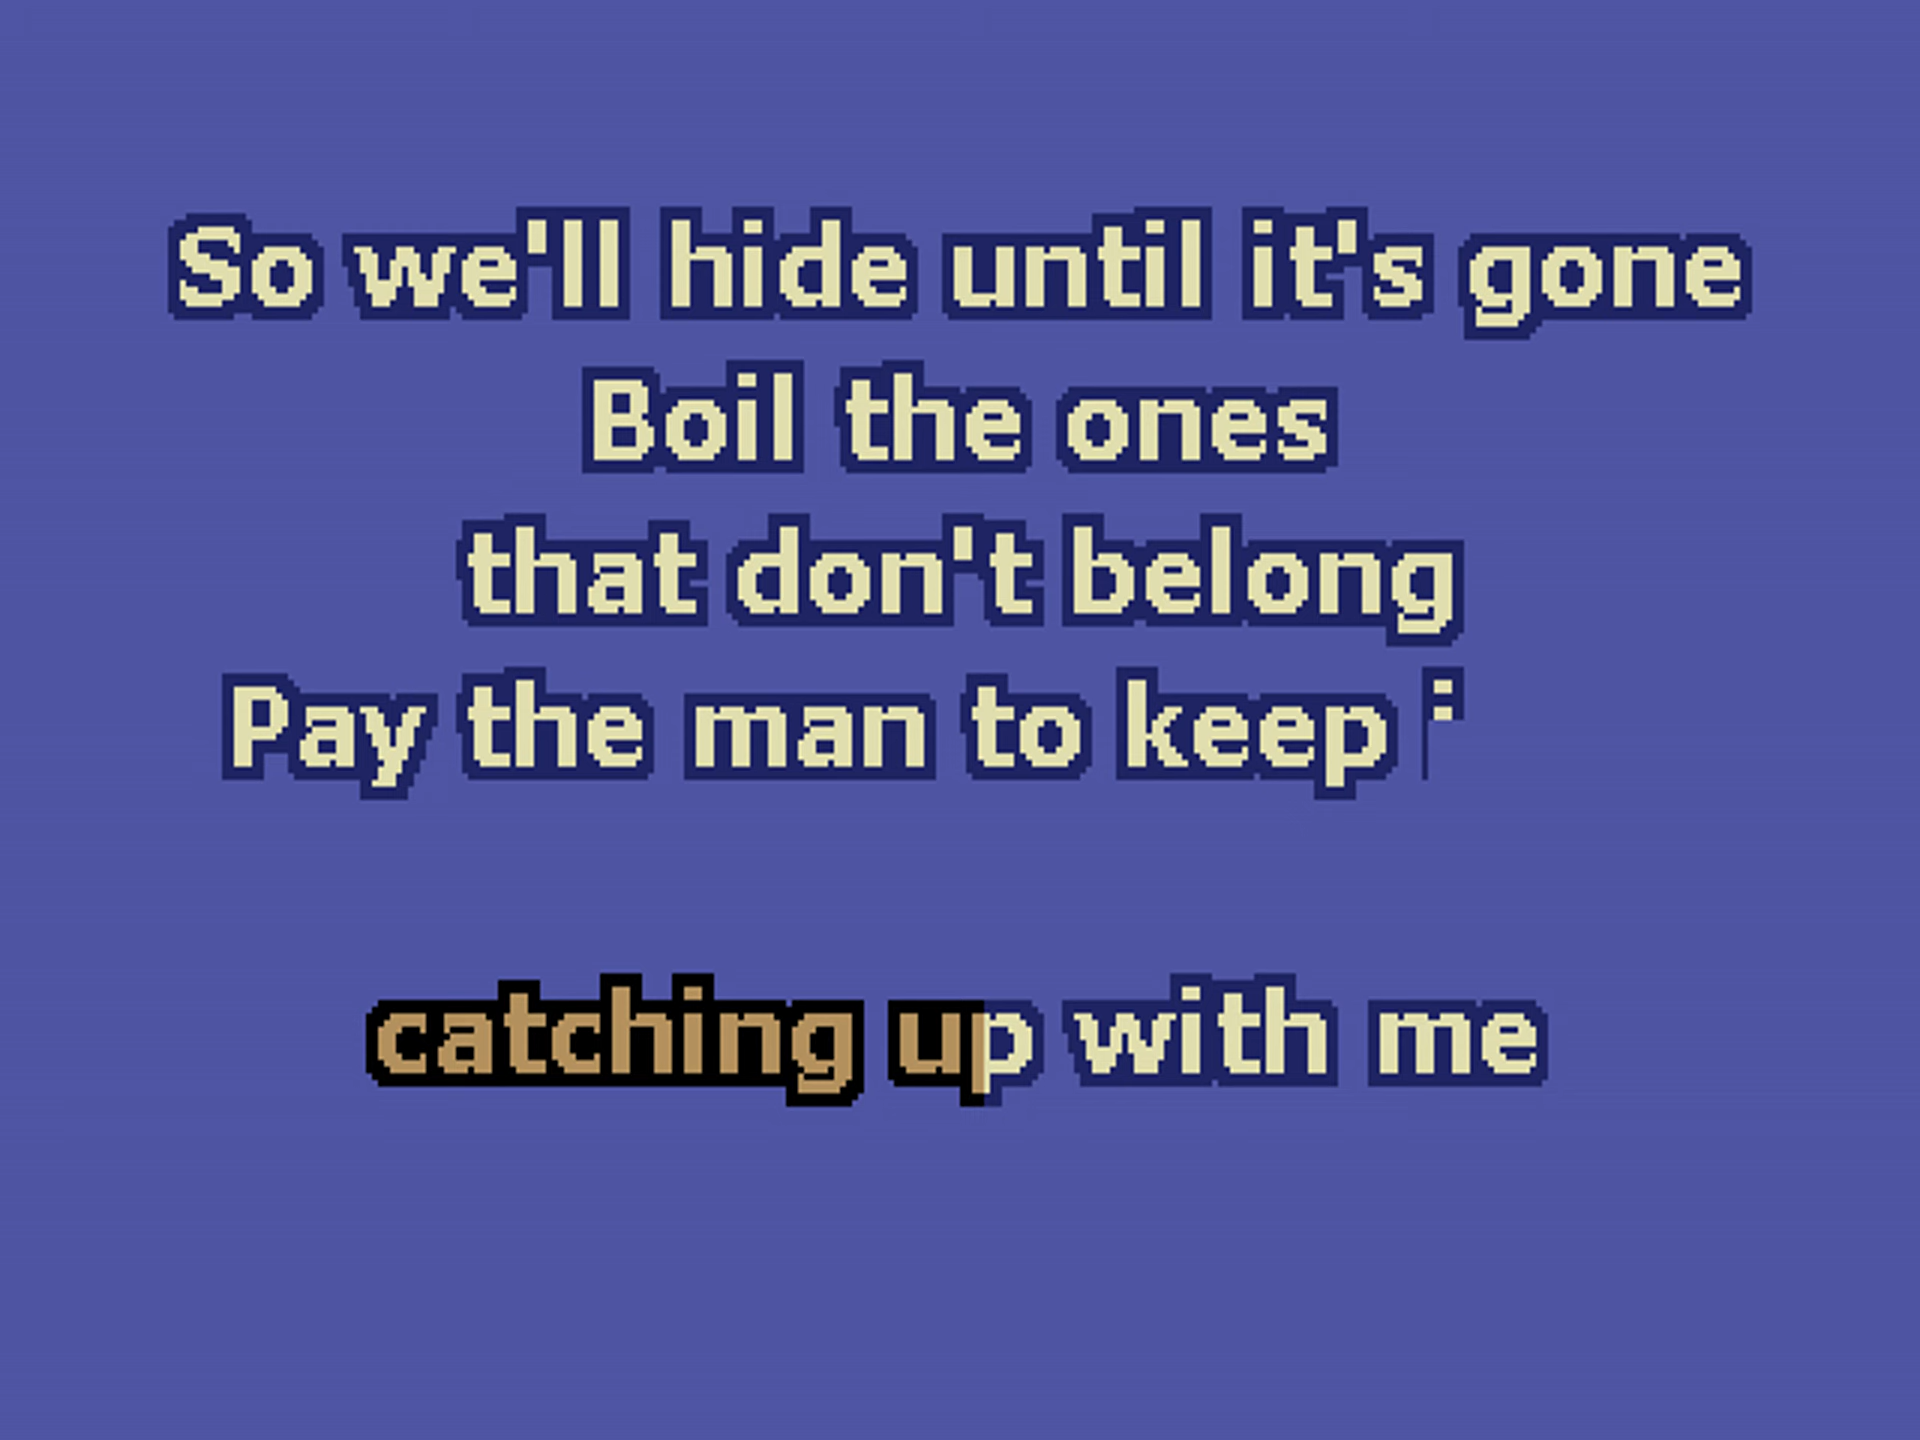 So we'll hide until it's gone
Boil the ones
that don't belong
Pay the man to keep
catching up with me